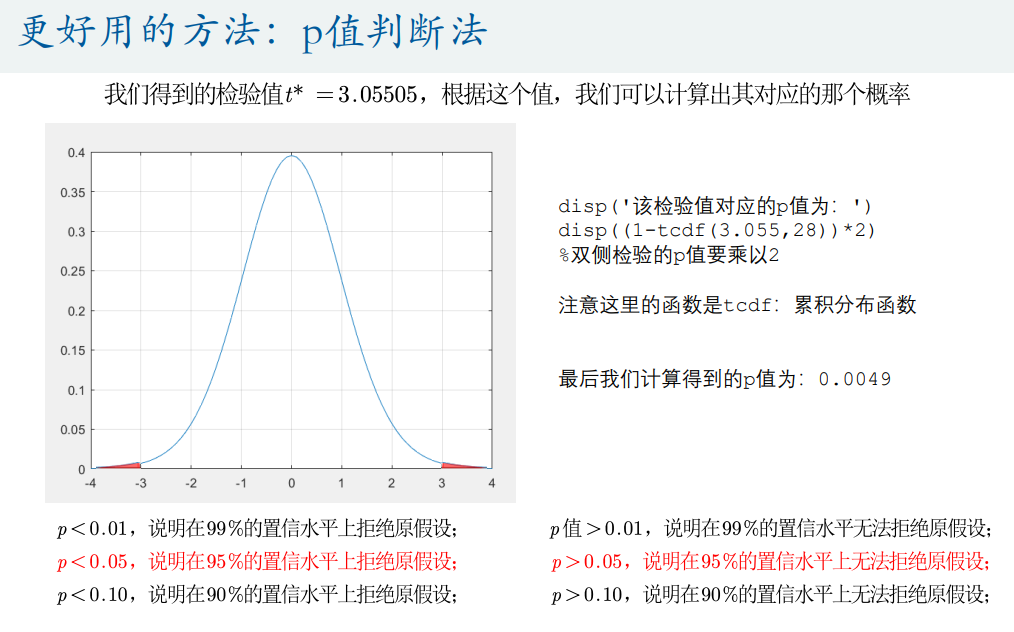 更好用的方法：p值判断法
我们得到的检验值t* =3.05505，根据这个值，我们可以计算出其对应的那个概率
0.4
0.35
0.3
0.25
0.2
0.15
0.1
0.05
0
-4 -3 -2 -1 0 1 2 3 4
disp('该检验值对应的p值为：')
disp((1-tcdf(3.055,28))*2)
%双侧检验的p值要乘以2
注意这里的函数是tcdf：累积分布函数
最后我们计算得到的p值为：0.0049
p<0.01，说明在99%的置信水平上拒绝原假设；
p<0.05，说明在95%的置信水平上拒绝原假设；
p<0.10，说明在90%的置信水平上拒绝原假设；
p值>0.01，说明在99%的置信水平无法拒绝原假设；
p>0.05，说明在95%的置信水平上无法拒绝原假设；
p>0.10，说明在90%的置信水平上无法拒绝原假设；